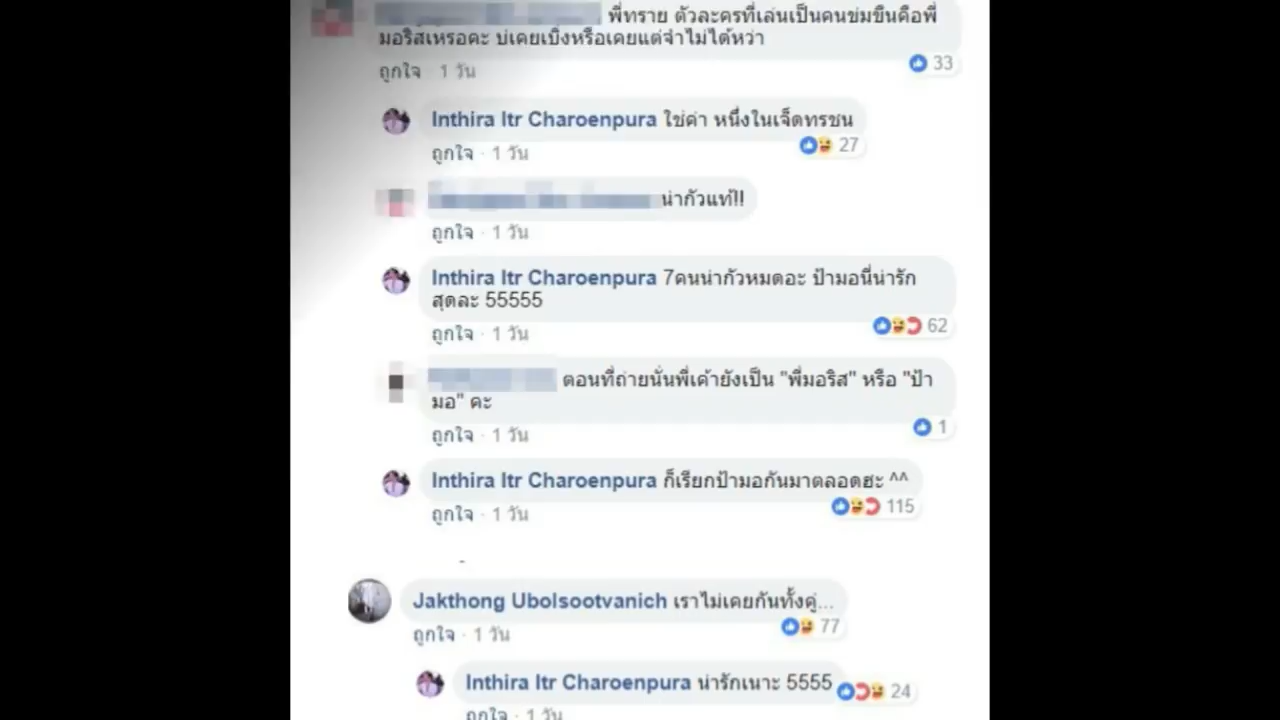 พี่ทราย ตัวละครที่เล่นเป็นคนข่มขืนคือพี่
มอริสเหรอคะ บ่เคยเบิ่งหรือเคยแต่จำไม่ได้หว่า
33
ถูกใจ · 1 วัน
Inthira Itr Charoenpura ใช่ค่า หนึ่งในเจ็ดทรชน
27
ถูกใจ · 1 วัน
น่ากัวแท้!!
ถูกใจ · 1 วัน
Inthira Itr Charoenpura 7คนน่ากัวหมดอะ ป้ามอนี่น่ารัก
สุดละ 55555
62
ถูกใจ · 1 วัน
ตอนที่ถ่ายนั่นพี่เค้ายังเป็น "พี่มอริส" หรือ "ป้า
มอ" คะ
1
ถูกใจ · 1 วัน
Inthira Itr Charoenpura ก็เรียกป้ามอกันมาตลอดฮะ ^^
115
ถูกใจ · 1 วัน
Jakthong Ubolsootvanich เราไม่เคยกันทั้งคู่...
77
ถูกใจ · 1 วัน
Inthira Itr Charoenpura น่ารักเนาะ 5555
24
ถูกใจ · 1 วัน